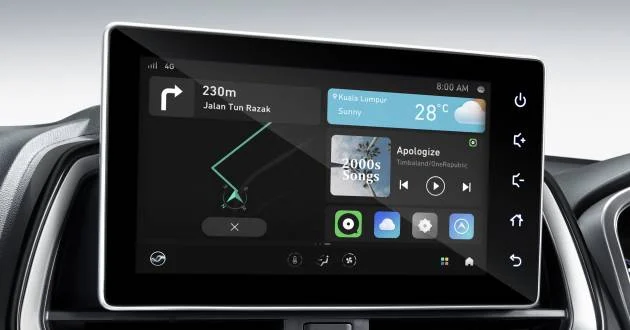 4G
8:00 AM
230m
Jalan Tun Razak
Kuala Lumpur
Sunny
28°C
2000s
Songs
Apologize
Timbaland/OneRepublic